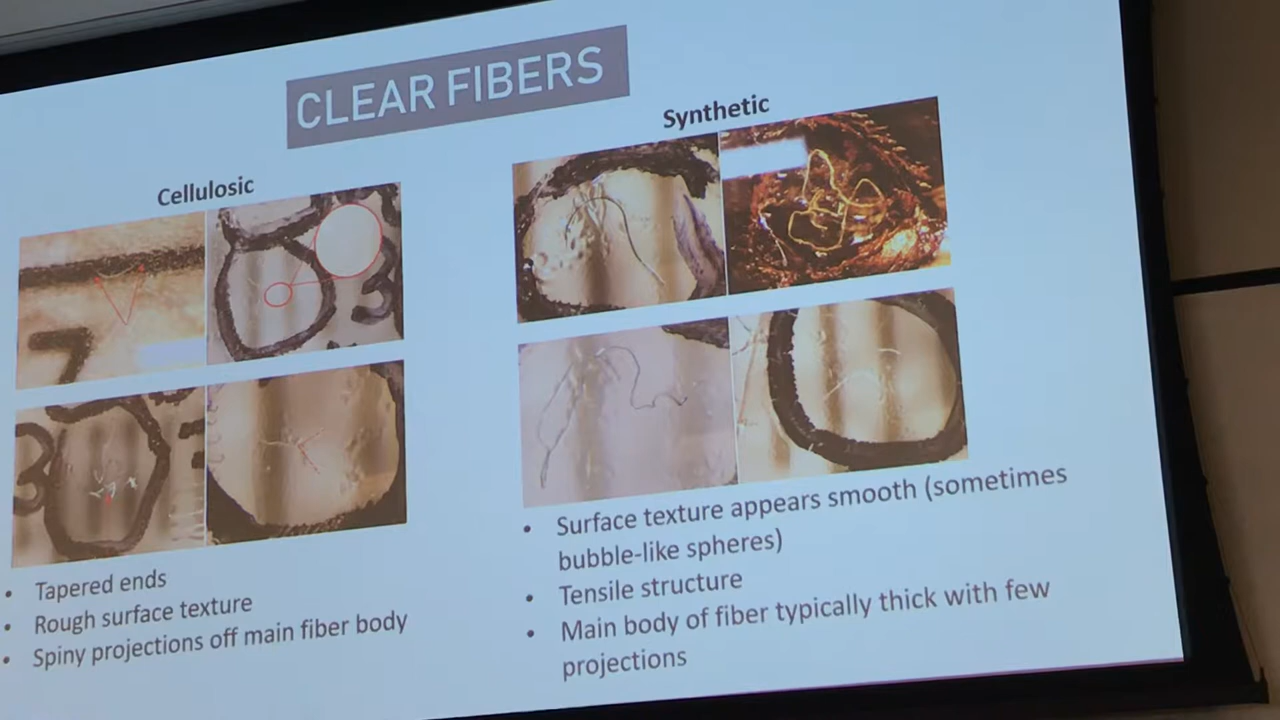 CLEAR FIBERS
Cellulosic
7
3
3
Tapered ends
Rough surface texture
Spiny projections off main fiber body
Synthetic
Surface texture appears smooth (sometimes
bubble-like spheres)
Tensile structure
Main body of fiber typically thick with few
projections